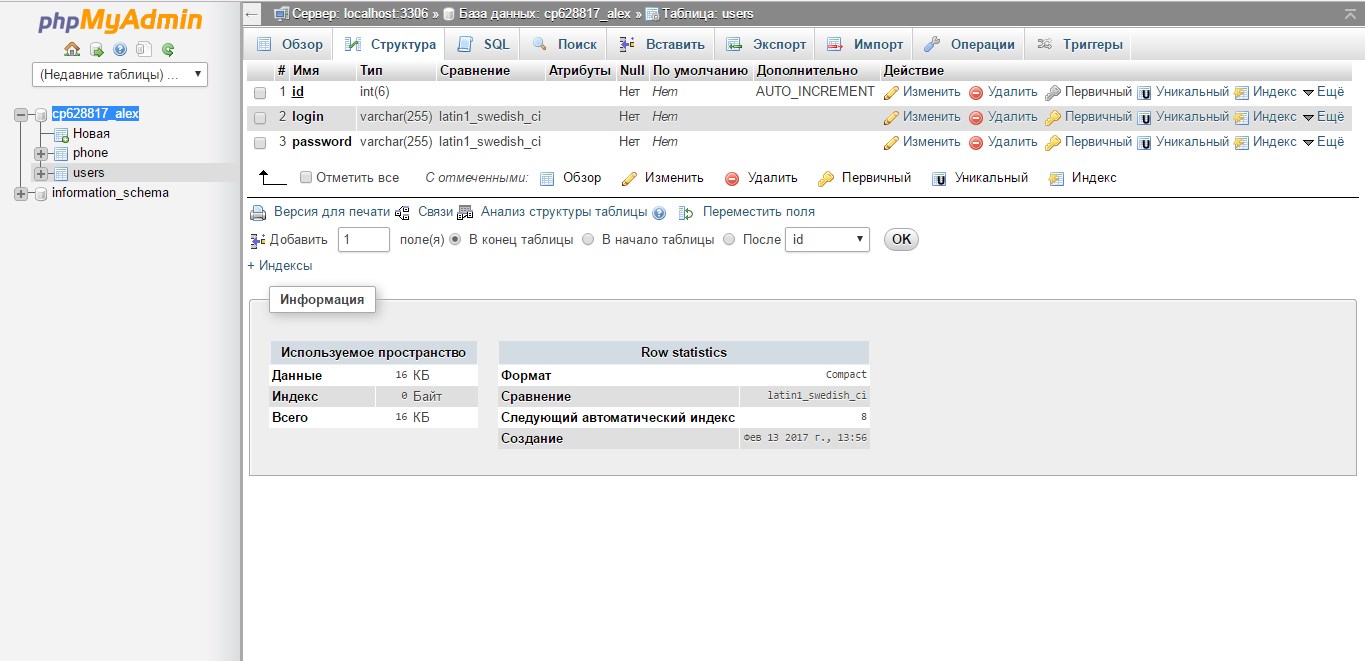 phpMyAdmin
(Недавние таблицы) ...
cp628817_alex
Новая
phone
users
information_schema
Сервер: localhost:3306 » База данных: cp628817_alex » Таблица: users
Обзор Структура SQL Поиск Вставить Экспорт Импорт Операции Триггеры
# Имя Тип Сравнение Атрибуты Null По умолчанию Дополнительно Действие
1 id int(6) Нет Нет AUTO_INCREMENT Изменить Удалить Первичный Уникальный Индекс Ещё
2 login varchar(255) latin1_swedish_ci Нет Нет Изменить Удалить Первичный Уникальный Индекс Ещё
3 password varchar(255) latin1_swedish_ci Нет Нет Изменить Удалить Первичный Уникальный Индекс Ещё
Отметить все С отмеченными: Обзор Изменить Удалить Первичный Уникальный Индекс
Версия для печати Связи Анализ структуры таблицы Переместить поля
Добавить 1 поле(я) В конец таблицы В начало таблицы После id OK
+ Индексы
Информация
Используемое пространство
Данные 16 КБ
Индекс 0 Байт
Всего 16 КБ
Row statistics
Формат Compact
Сравнение latin1_swedish_ci
Следующий автоматический индекс 8
Создание Фев 13 2017 г., 13:56